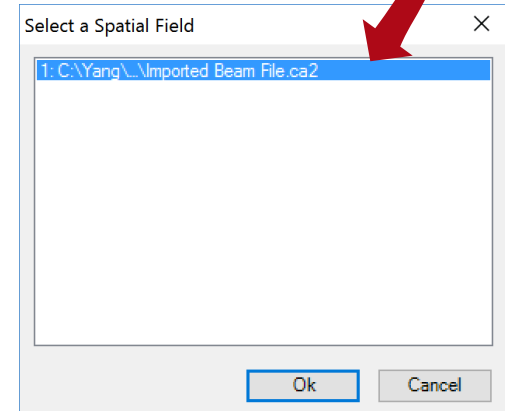 Select a Spatial Field
1: C:\Yang\...\Imported Beam File.ca2
Ok
Cancel